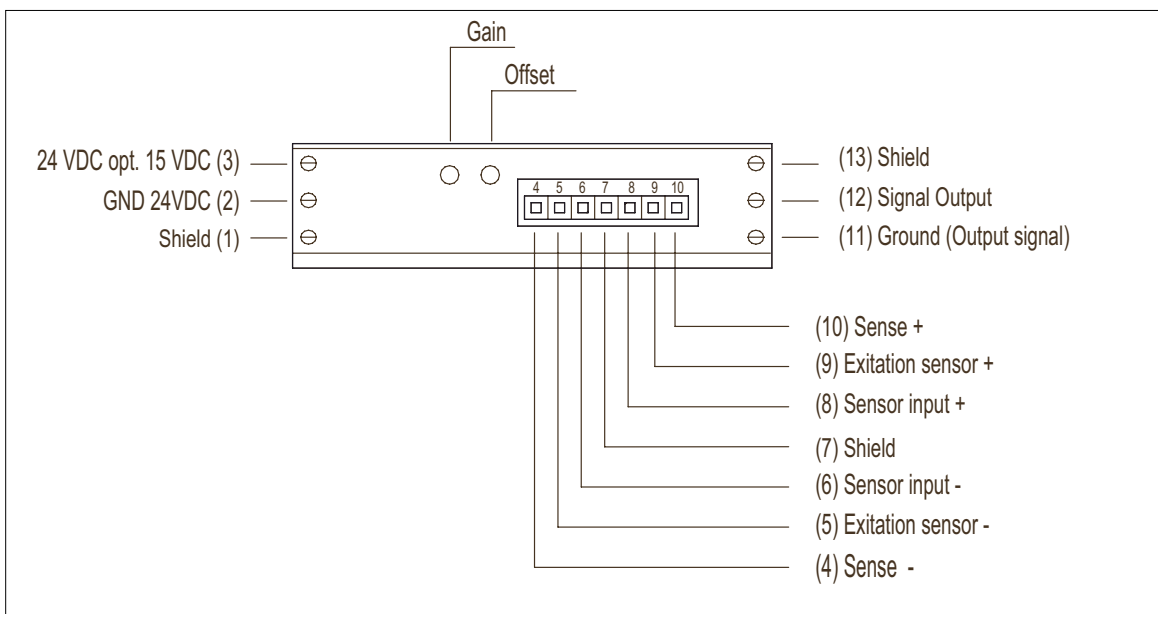 Gain
Offset
24 VDC opt. 15 VDC (3)
GND 24VDC (2)
Shield (1)
4 5 6 7 8 9 10
(13) Shield
(12) Signal Output
(11) Ground (Output signal)
(10) Sense +
(9) Exitation sensor +
(8) Sensor input +
(7) Shield
(6) Sensor input -
(5) Exitation sensor -
(4) Sense -